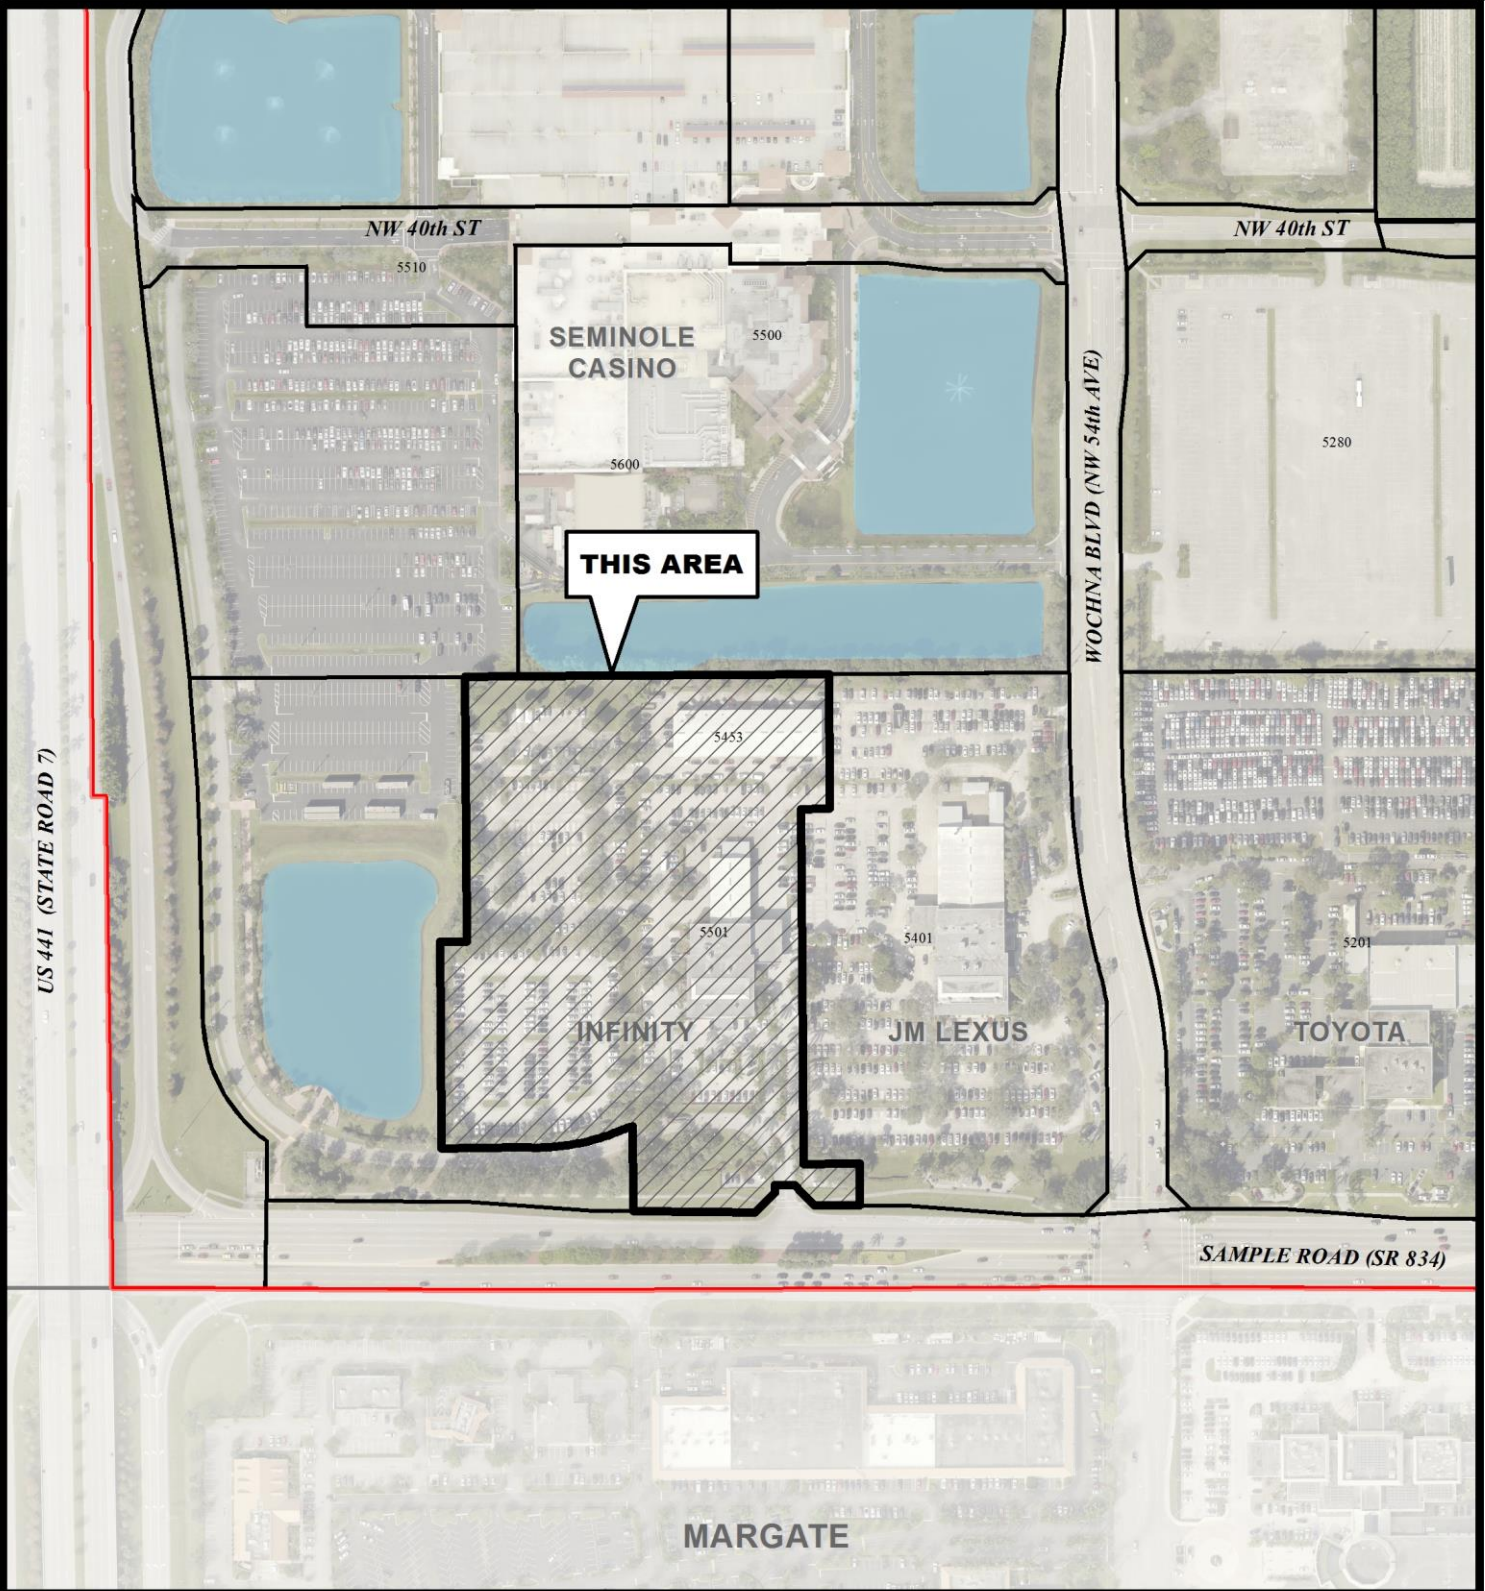 NW 40th ST
NW 40th ST
5510
SEMINOLE
CASINO
5500
5600
5280
THIS AREA
WOCHNA BLVD (NW 54th AVE)
5453
US 441 (STATE ROAD 7)
5501
5401
5201
INFINITY
JM LEXUS
TOYOTA
SAMPLE ROAD (SR 834)
MARGATE